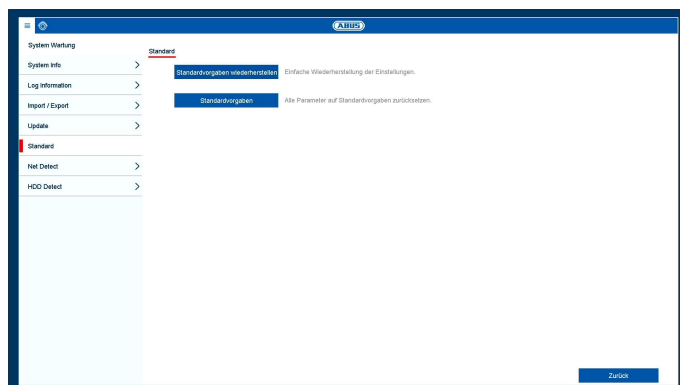 ABUS
System Wartung
System Info
Log Information
Import / Export
Update
Standard
Net Detect
HDD Detect
Standard
Standardvorgaben wiederherstellen
Einfache Wiederherstellung der Einstellungen.
Standardvorgaben
Alle Parameter auf Standardvorgaben zurücksetzen.
Zurück